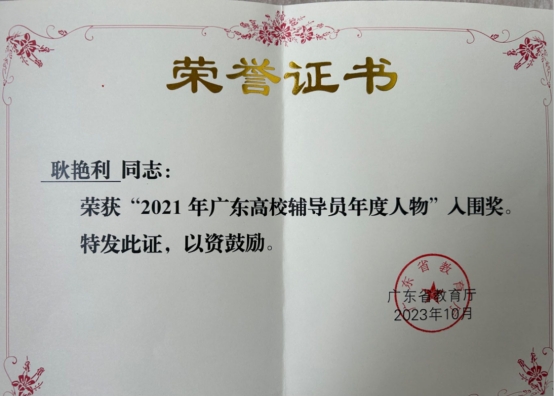 荣誉证书
耿艳利 同志：
荣获“2021年广东高校辅导员年度人物”入围奖。
特发此证，以资鼓励。
广东省教育厅
广东省教育厅
2023年10月